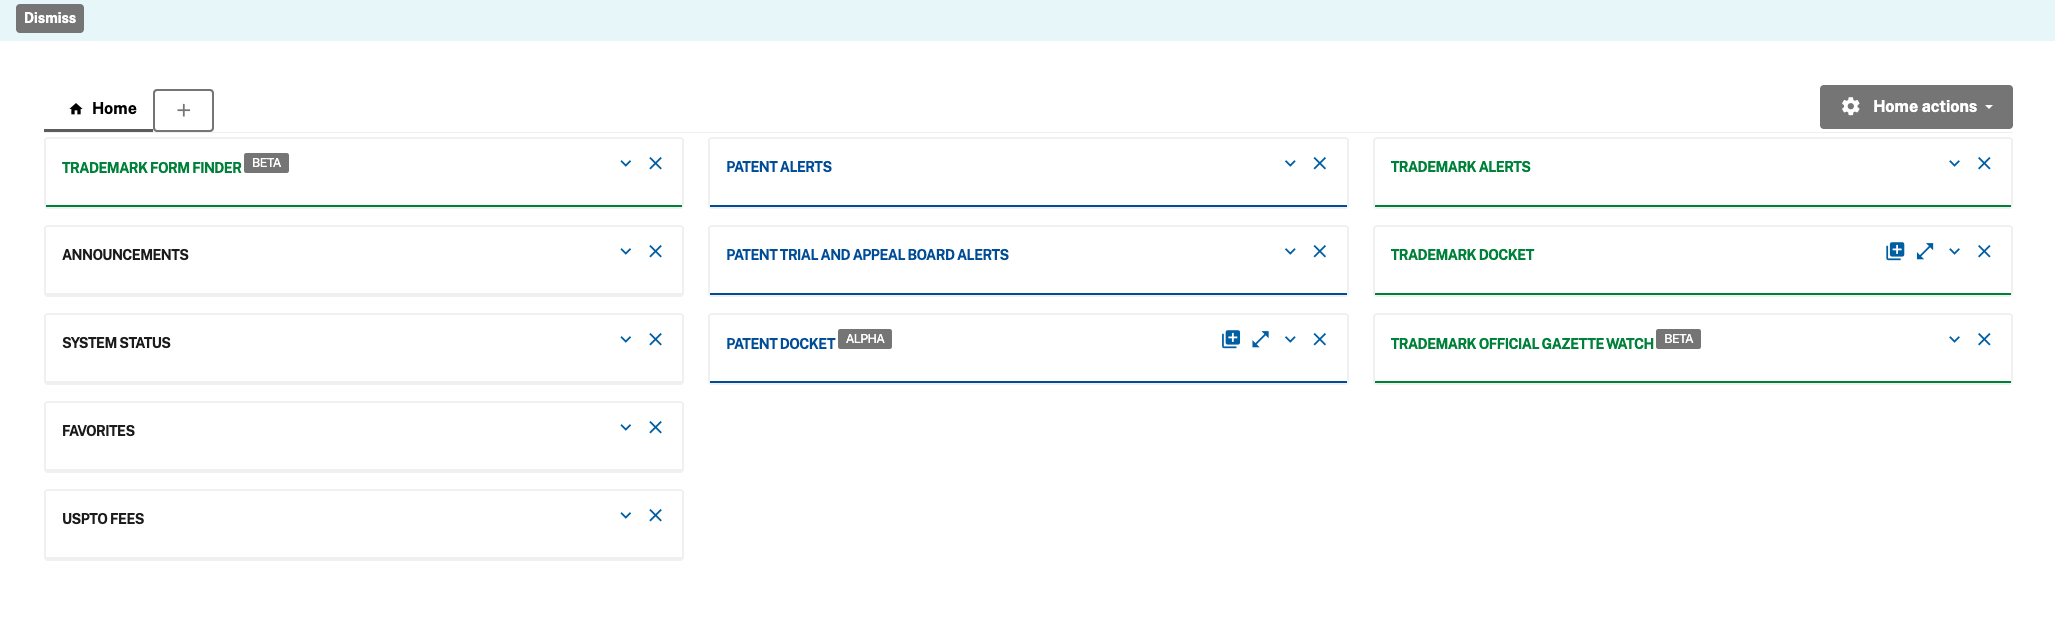 Dismiss
Home
Home actions
TRADEMARK FORM FINDER BETA
ANNOUNCEMENTS
SYSTEM STATUS
FAVORITES
USPTO FEES
PATENT ALERTS
PATENT TRIAL AND APPEAL BOARD ALERTS
PATENT DOCKET ALPHA
TRADEMARK ALERTS
TRADEMARK DOCKET
TRADEMARK OFFICIAL GAZETTE WATCH BETA